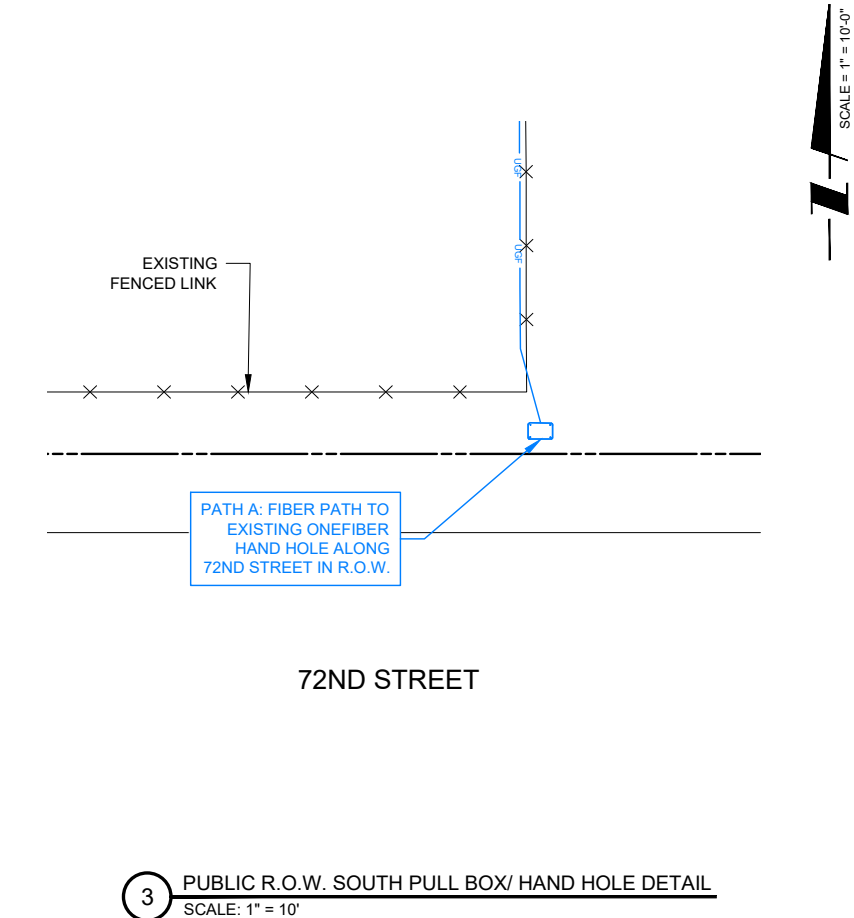 SCALE = 1" = 10'-0"
UGF
UGF
EXISTING
FENCED LINK
PATH A: FIBER PATH TO
EXISTING ONEFIBER
HAND HOLE ALONG
72ND STREET IN R.O.W.
72ND STREET
3
PUBLIC R.O.W. SOUTH PULL BOX/ HAND HOLE DETAIL
SCALE: 1" = 10'